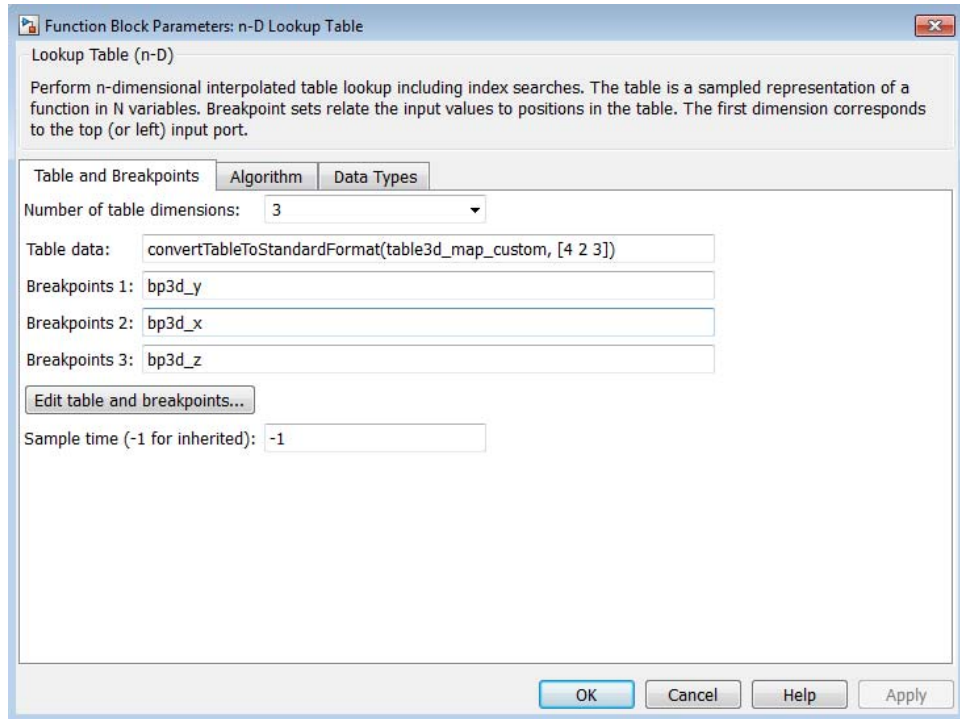 Function Block Parameters: n-D Lookup Table
Lookup Table (n-D)
Perform n-dimensional interpolated table lookup including index searches. The table is a sampled representation of a
function in N variables. Breakpoint sets relate the input values to positions in the table. The first dimension corresponds
to the top (or left) input port.
Table and Breakpoints Algorithm Data Types
Number of table dimensions: 3
Table data: convertTableToStandardFormat(table3d_map_custom, [4 2 3])
Breakpoints 1: bp3d_y
Breakpoints 2: bp3d_x
Breakpoints 3: bp3d_z
Edit table and breakpoints...
Sample time (-1 for inherited): -1
OK Cancel Help Apply